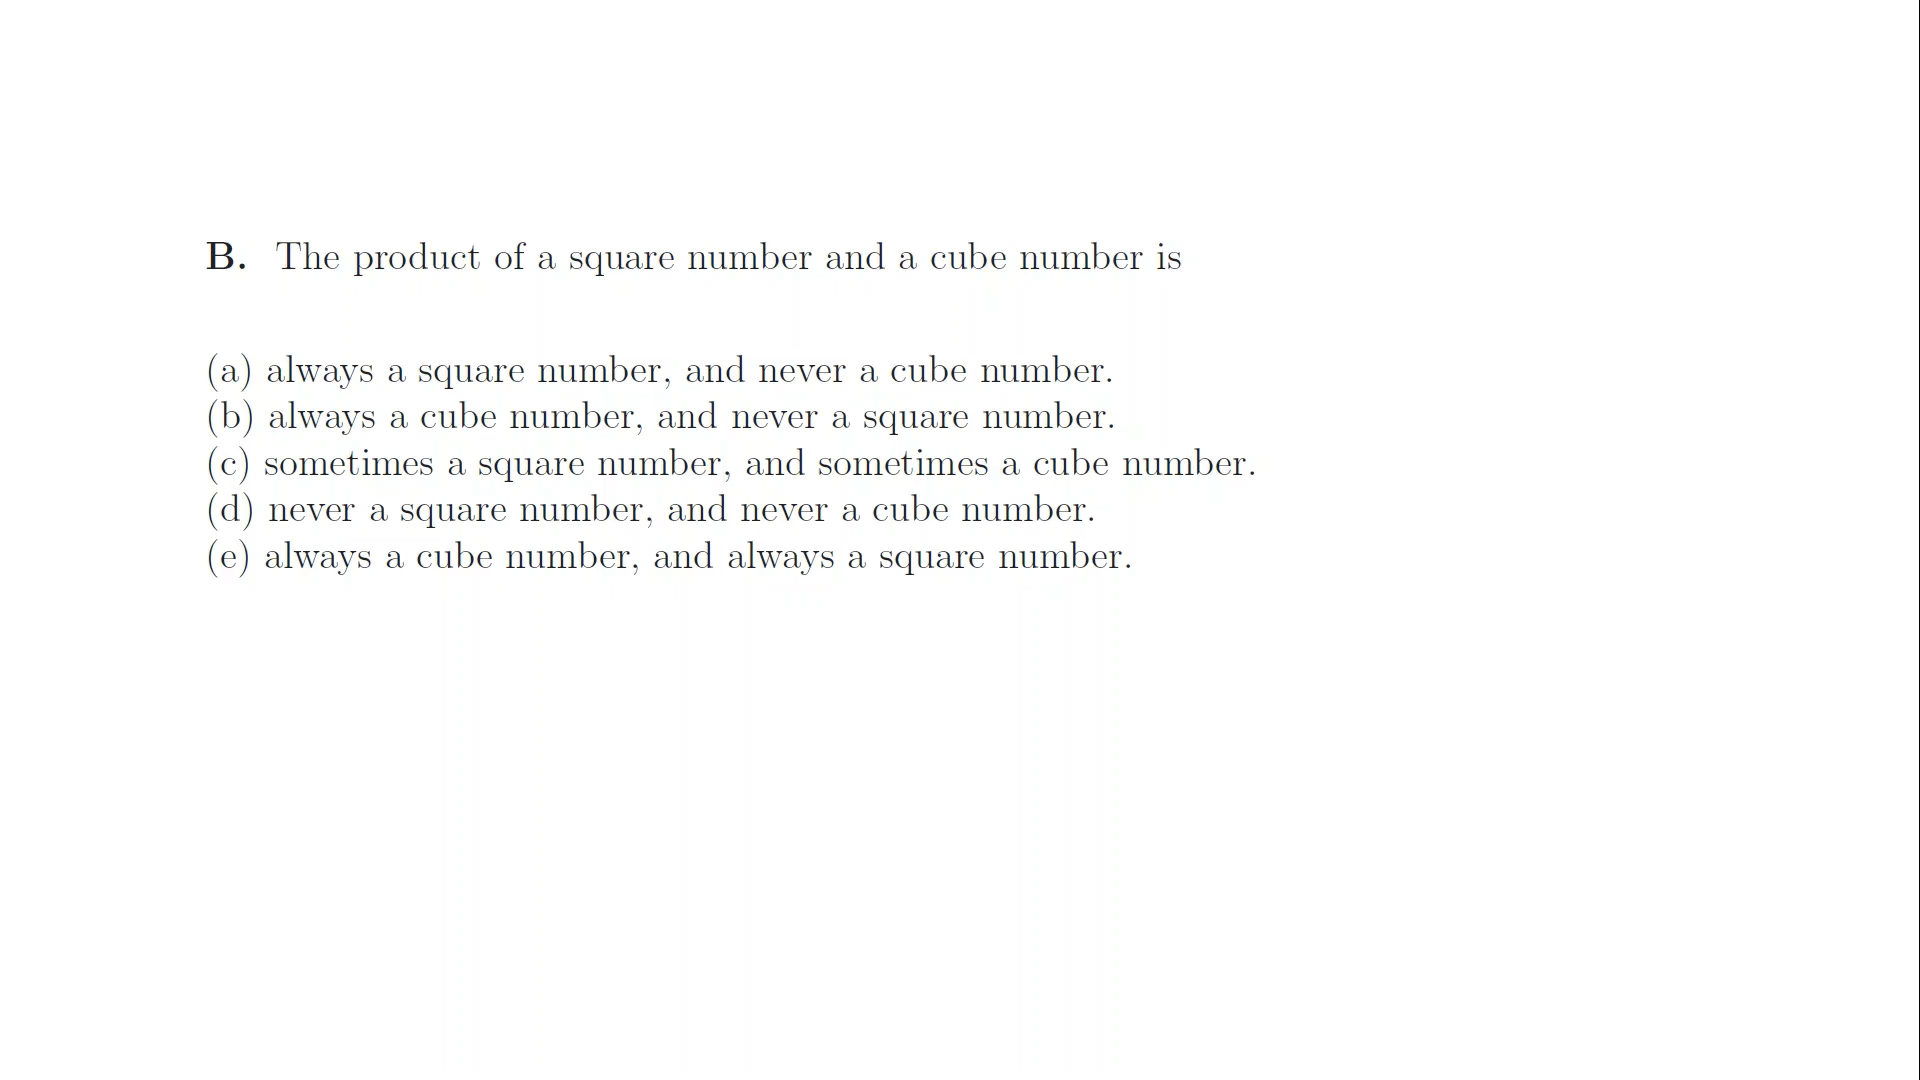 B. The product of a square number and a cube number is
(a) always a square number, and never a cube number.
(b) always a cube number, and never a square number.
(c) sometimes a square number, and sometimes a cube number.
(d) never a square number, and never a cube number.
(e) always a cube number, and always a square number.